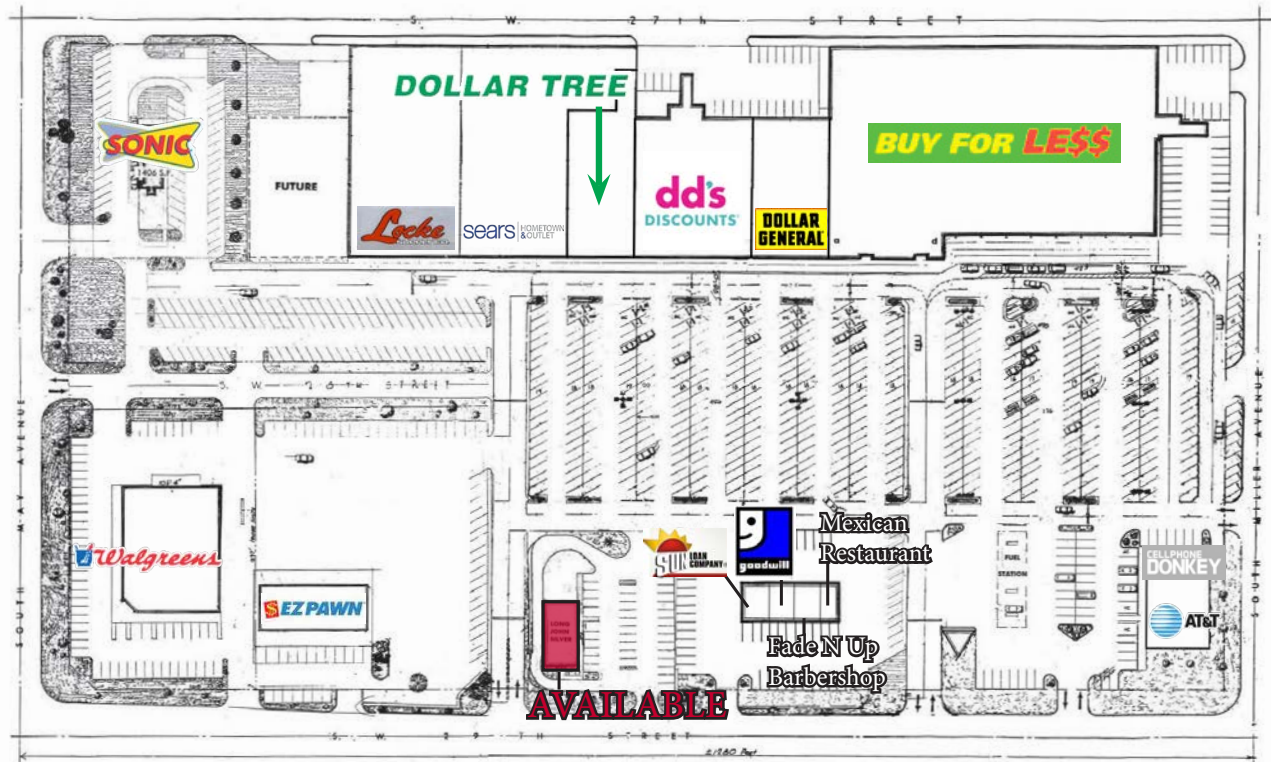 S. W. 27th STREET
DOLLAR TREE
SONIC
1406 S.F.
FUTURE
Locke
sears HOMETOWN
&OUTLET
dd's
DISCOUNTS
DOLLAR
GENERAL
BUY FOR LE$$
a
d
SOUTH MAY AVENUE
SOUTH MILLER AVENUE
Walgreens
EZPAWN
LONG
JOHN
SILVER
AVAILABLE
SUN LOAN
COMPANY
goodwill
Mexican
Restaurant
Fade N Up
Barbershop
FUEL
STATION
CELLPHONE
DONKEY
AT&T
S. W. 29TH STREET